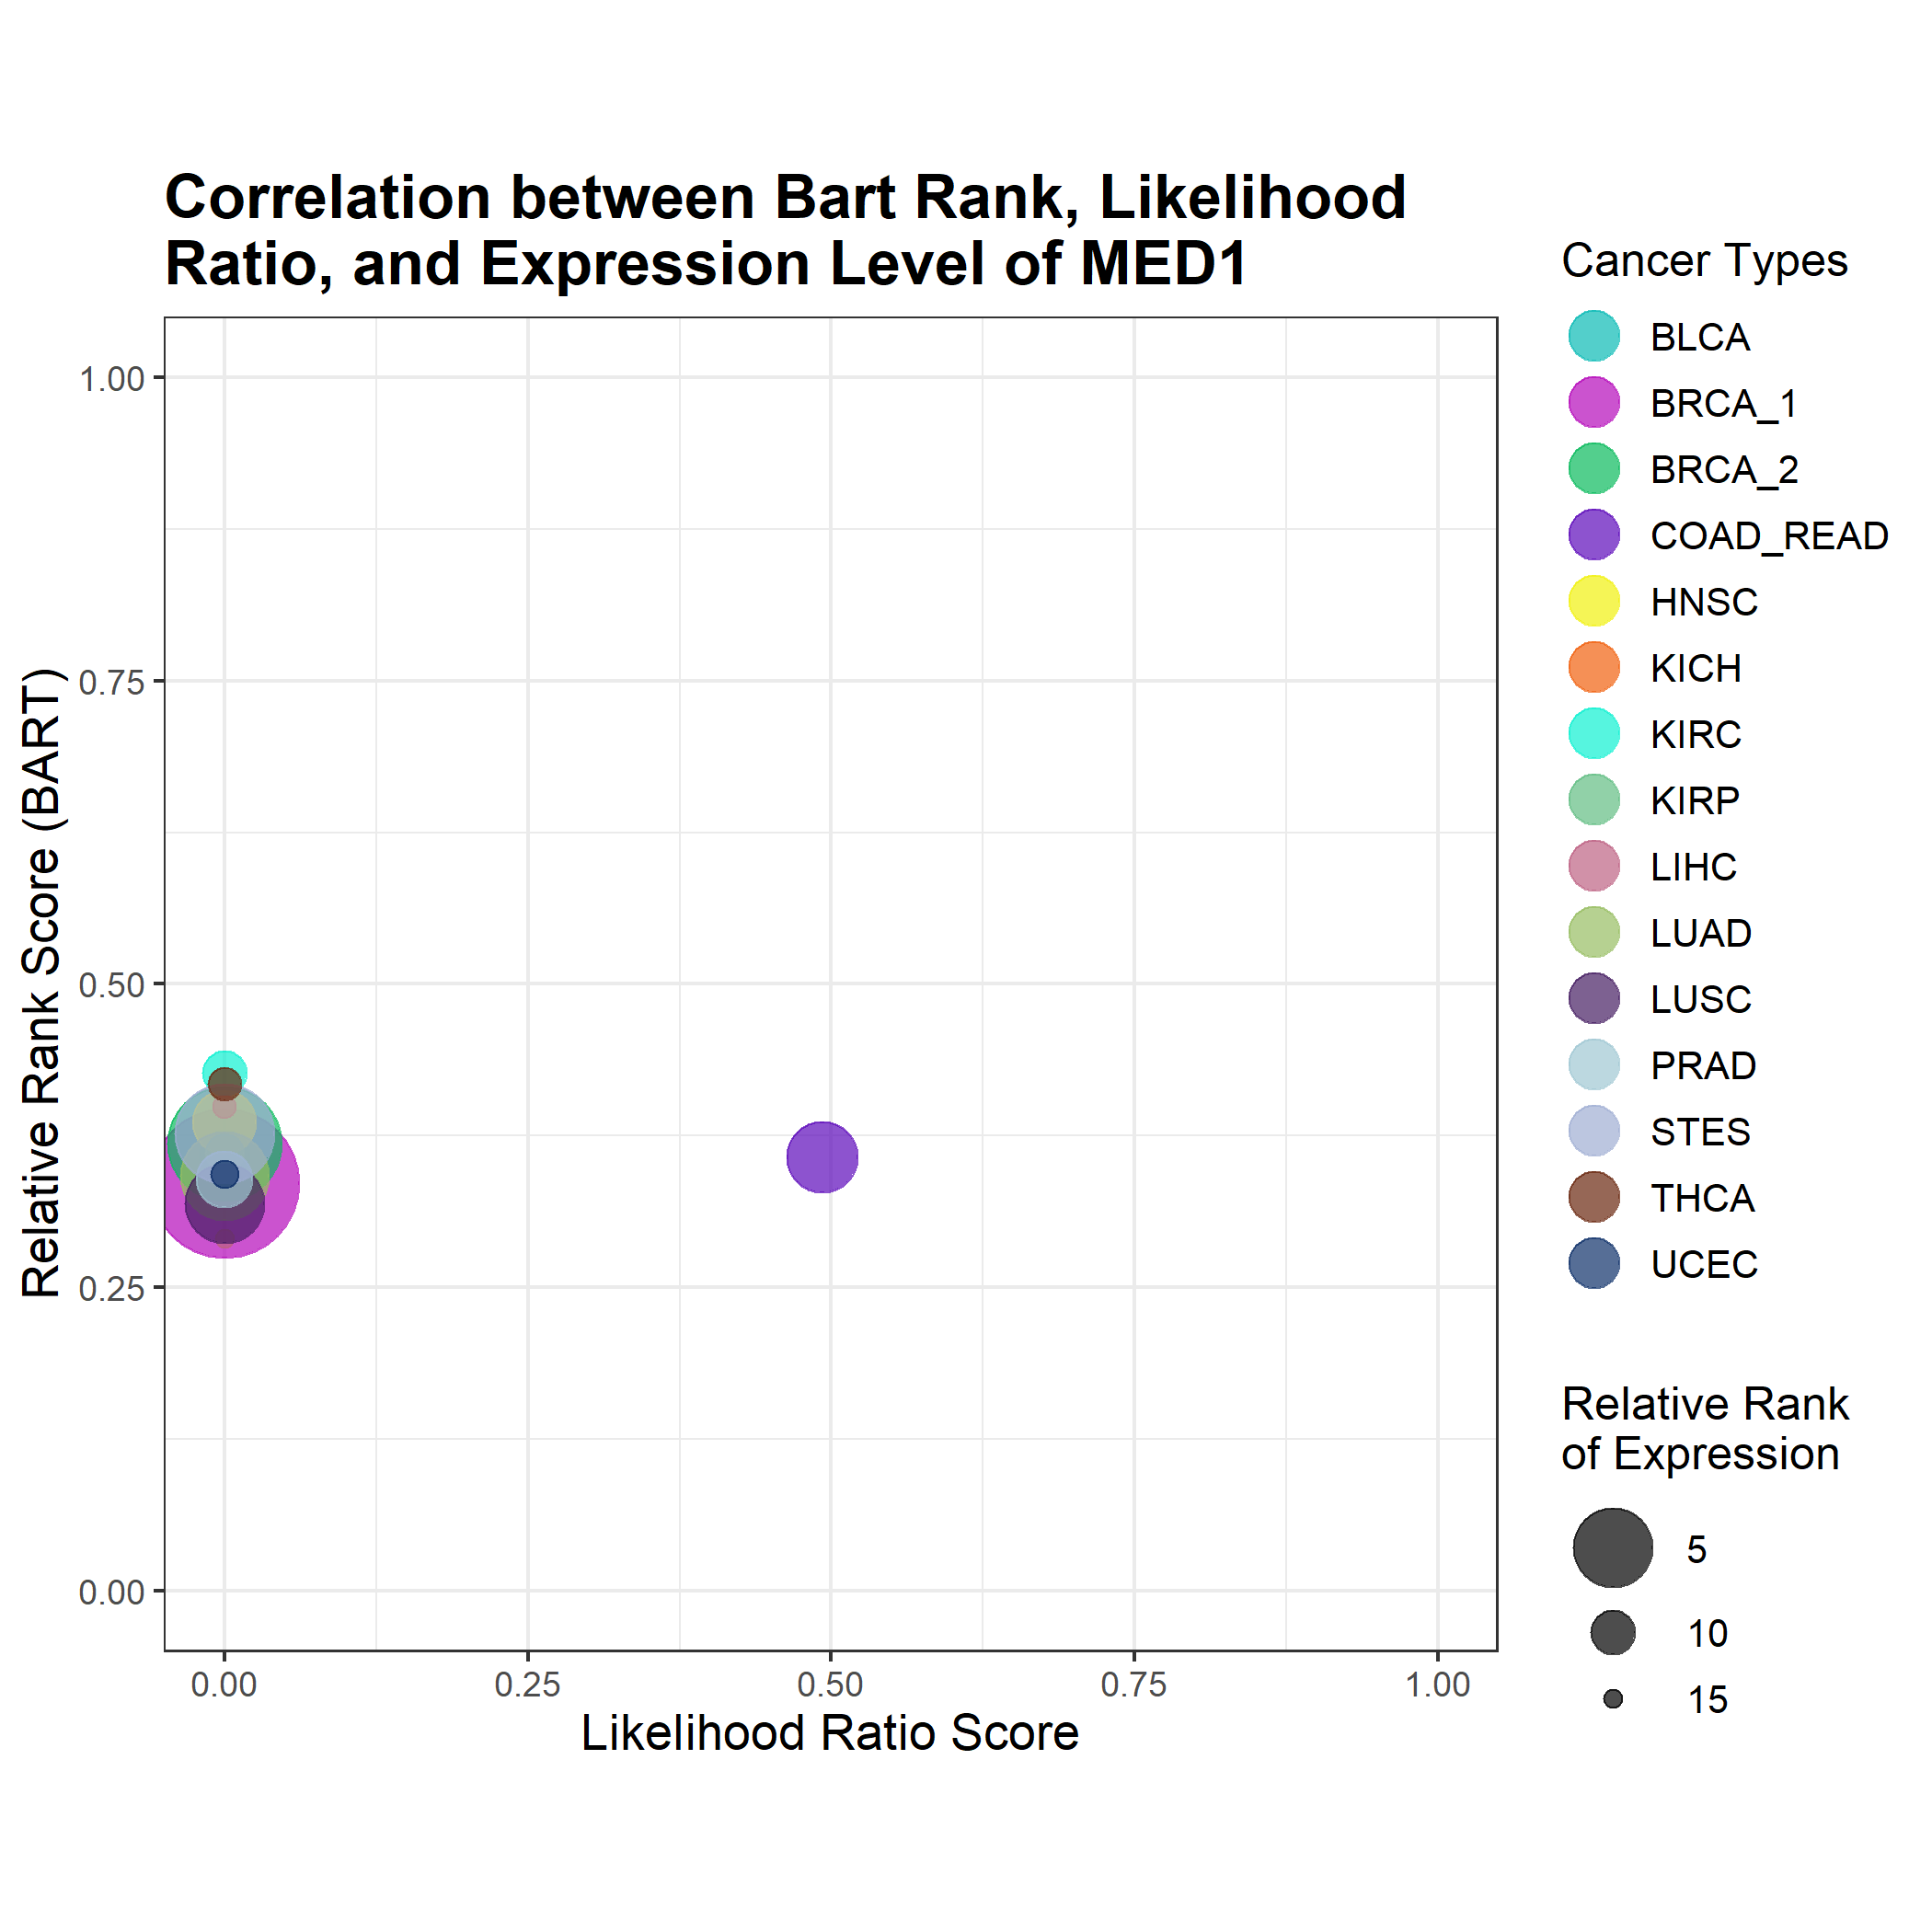 Correlation between Bart Rank, Likelihood
Ratio, and Expression Level of MED1
Relative Rank Score (BART)
1.00
0.75
0.50
0.25
0.00
0.00
0.25
0.50
0.75
1.00
Likelihood Ratio Score
Cancer Types
BLCA
BRCA_1
BRCA_2
COAD_READ
HNSC
KICH
KIRC
KIRP
LIHC
LUAD
LUSC
PRAD
STES
THCA
UCEC
Relative Rank
of Expression
5
10
15